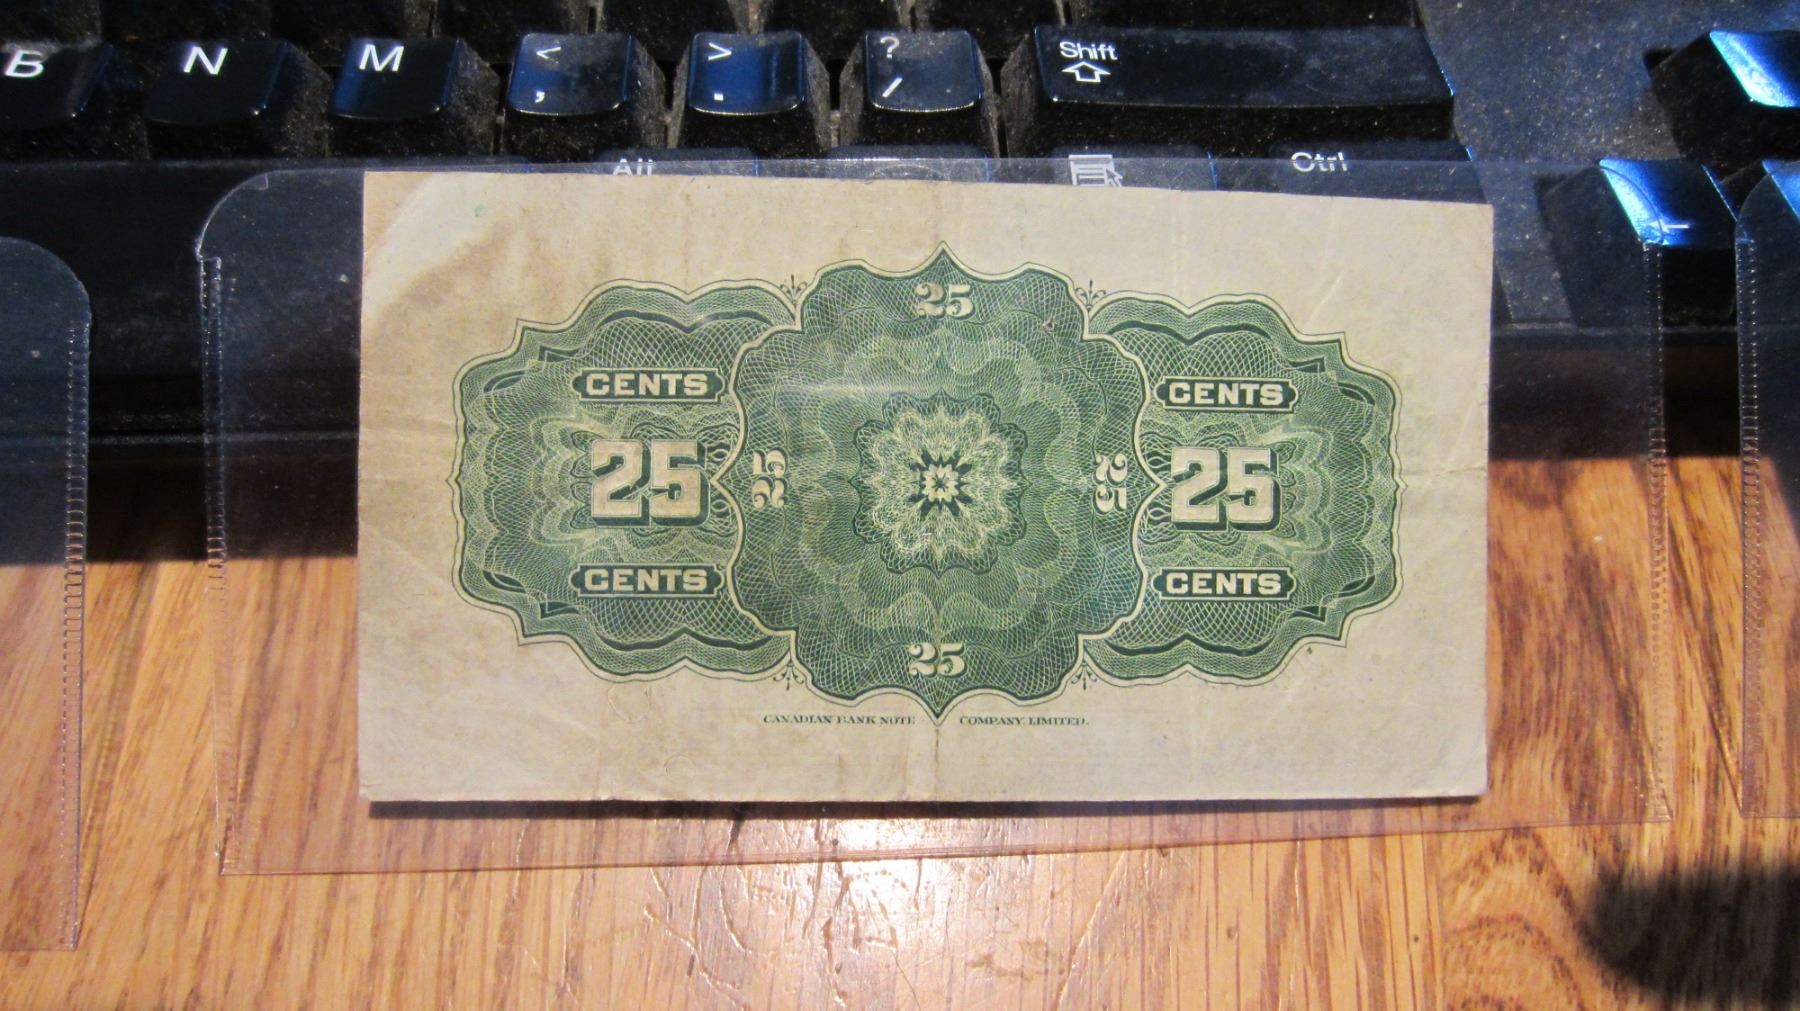 B N M < , > . ? / Shift
Alt Ctrl
25
CENTS CENTS
25 25 25 25
CENTS CENTS
25
CANADIAN BANK NOTE COMPANY, LIMITED.